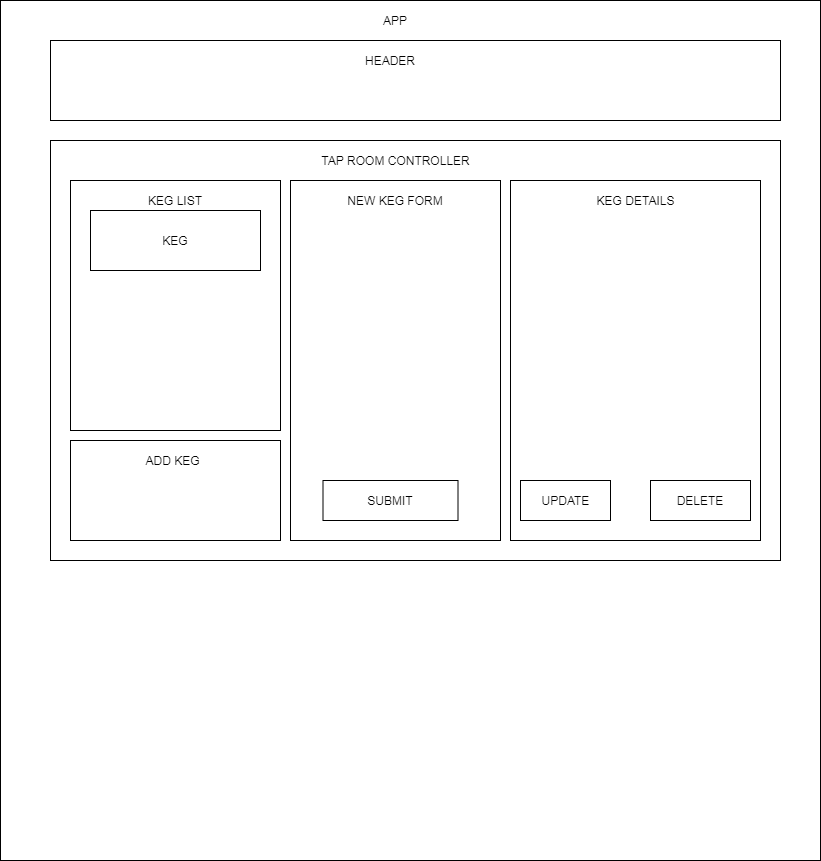 APP
HEADER
TAP ROOM CONTROLLER
KEG LIST
KEG
ADD KEG
NEW KEG FORM
SUBMIT
KEG DETAILS
UPDATE
DELETE